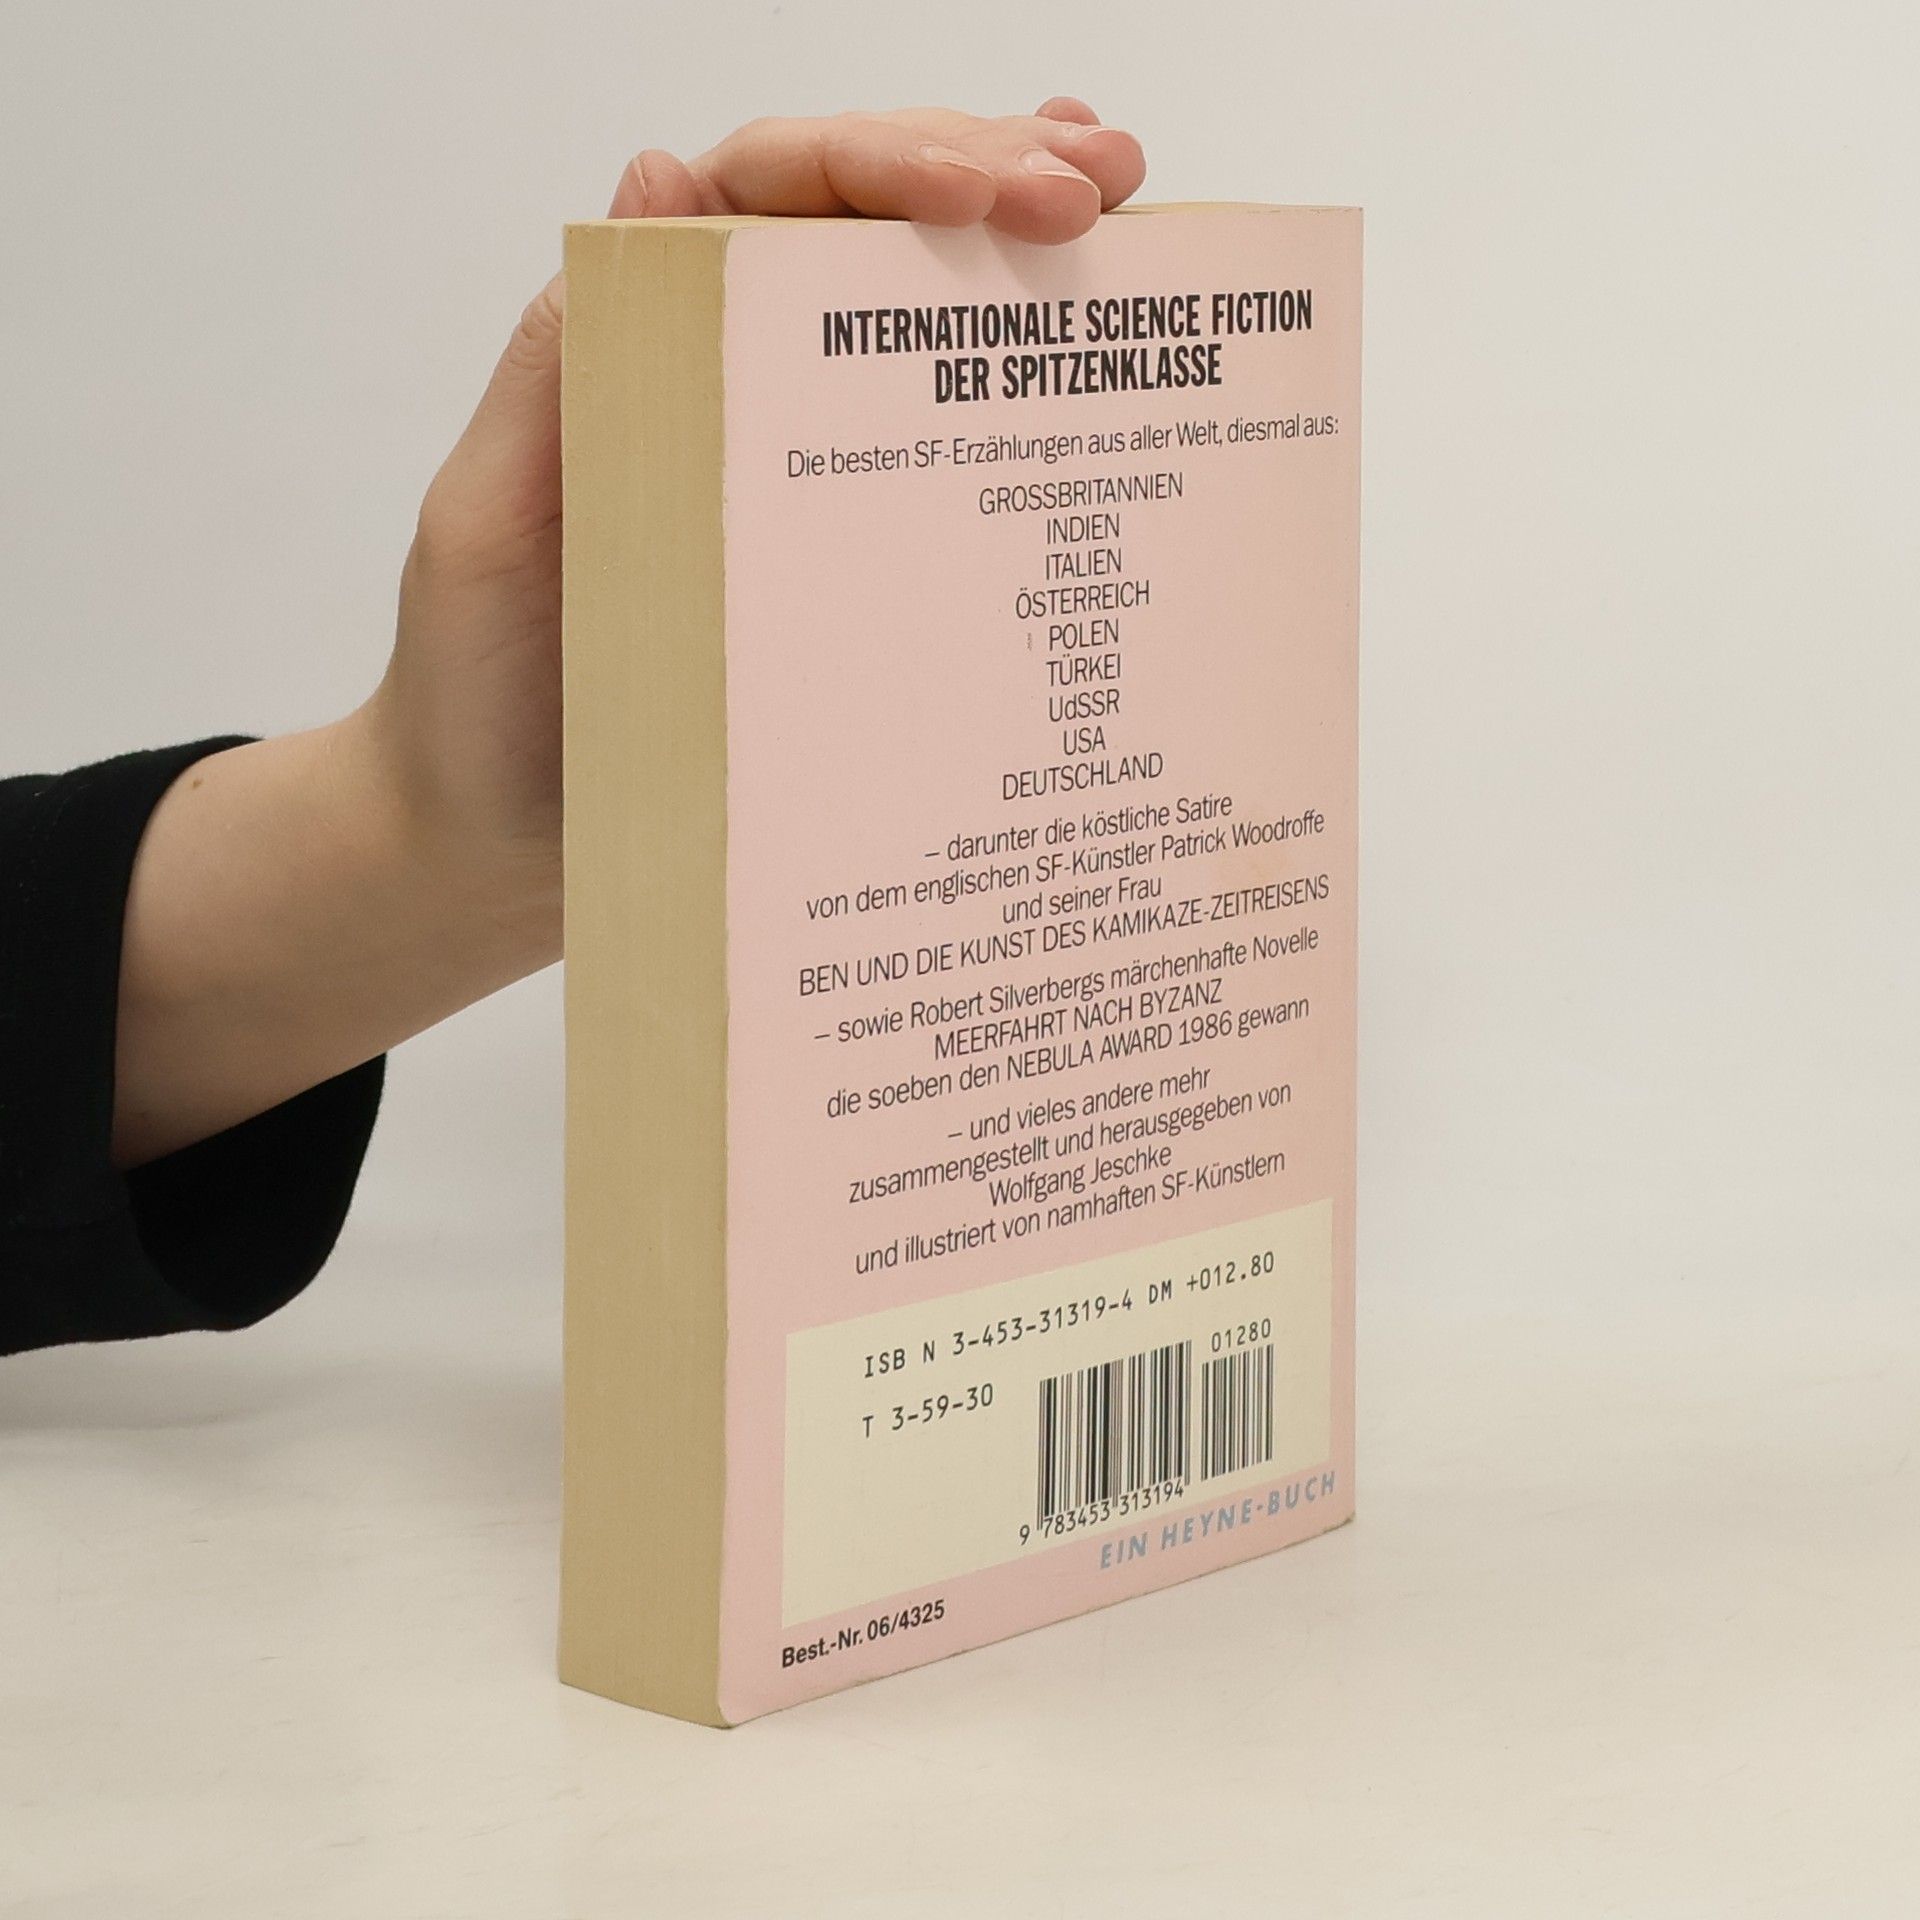 INTERNATIONALE SCIENCE FICTION
DER SPITZENKLASSE
Die besten SF-Erzählungen aus aller Welt, diesmal aus:
GROSSBRITANNIEN
INDIEN
ITALIEN
ÖSTERREICH
POLEN
TÜRKEI
UdSSR
USA
DEUTSCHLAND
– darunter die köstliche Satire
von dem englischen SF-Künstler Patrick Woodroffe
und seiner Frau
BEN UND DIE KUNST DES KAMIKAZE-ZEITREISENS
– sowie Robert Silverbergs märchenhafte Novelle
MEERFAHRT NACH BYZANZ
die soeben den NEBULA AWARD 1986 gewann
– und vieles andere mehr
zusammengestellt und herausgegeben von
Wolfgang Jeschke
und illustriert von namhaften SF-Künstlern
ISB N 3-453-31319-4 DM +012.80
01280
T 3-59-30
9 783453 313194
EIN HEYNE-BUCH
Best.-Nr. 06/4325